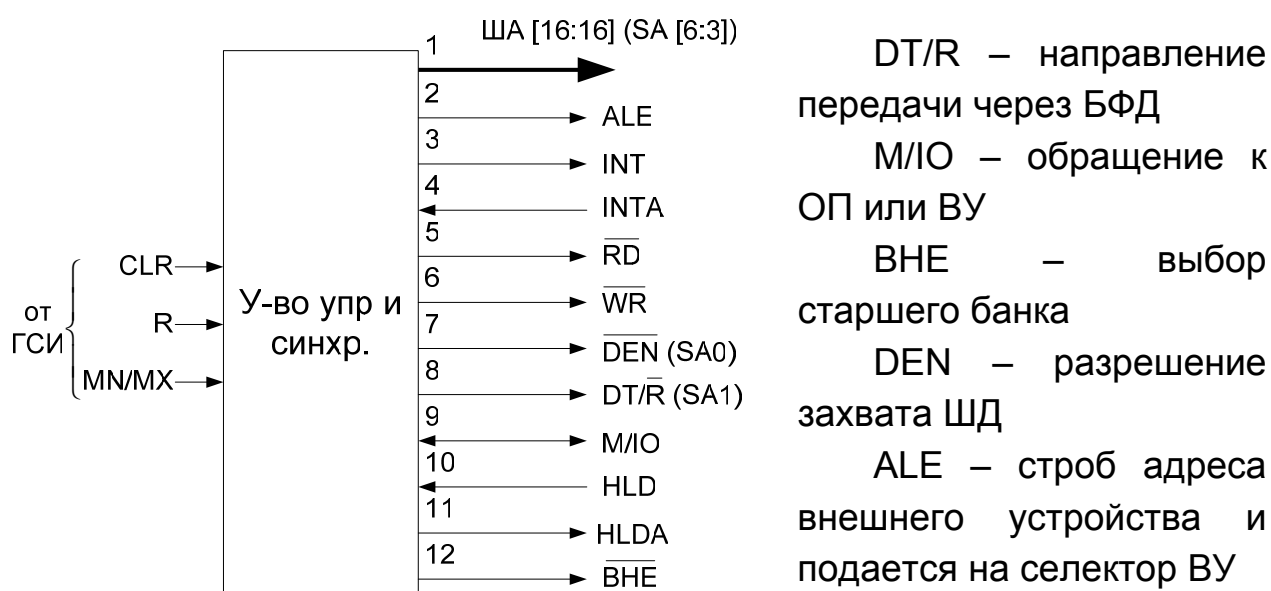 ША [16:16] (SA [6:3])
1
2
ALE
3
INT
4
INTA
5
RD
6
WR
7
DEN (SA0)
8
DT/R (SA1)
9
M/IO
10
HLD
11
HLDA
12
BHE
от
ГСИ
CLR
R
MN/MX
У-во упр и
синхр.
DT/R – направление
передачи через БФД
M/IO – обращение к
ОП или ВУ
BHE – выбор
старшего банка
DEN – разрешение
захвата ШД
ALE – строб адреса
внешнего устройства и
подается на селектор ВУ